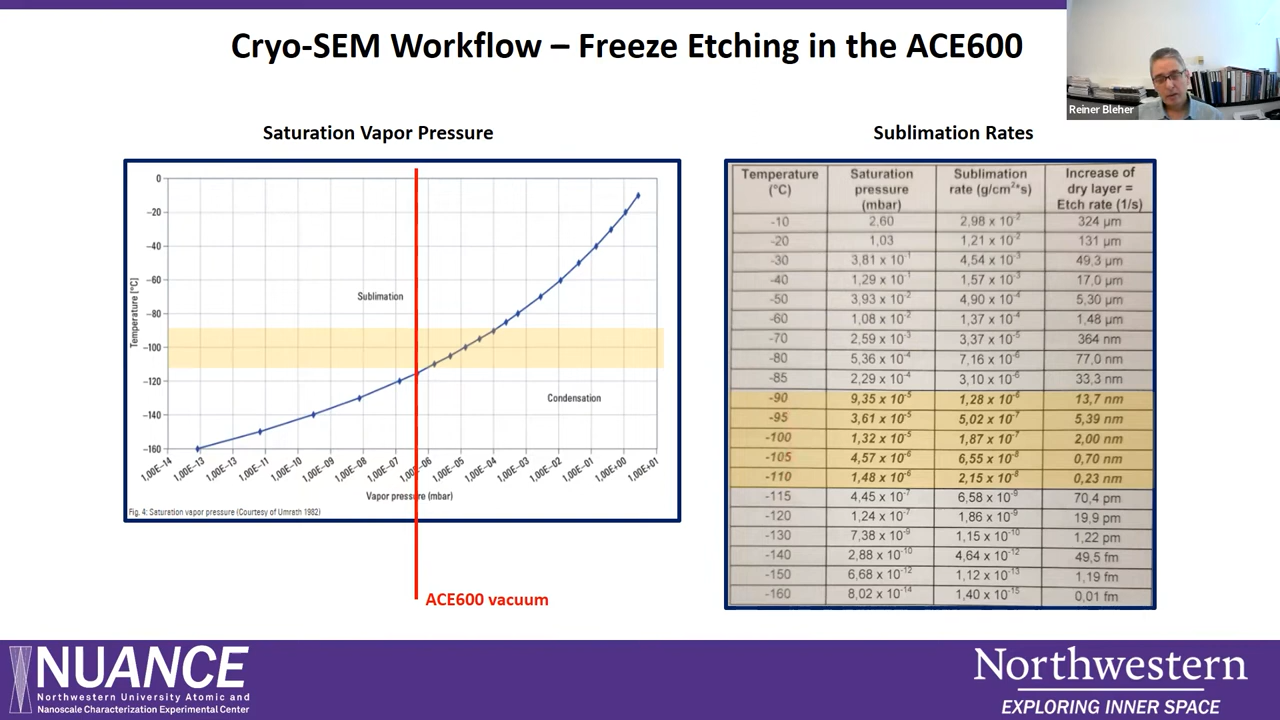 Cryo-SEM Workflow – Freeze Etching in the ACE600
Reiner Bleher
Saturation Vapor Pressure
0
−20
−40
−60
−80
−100
−120
−140
−160
Temperature [°C]
Sublimation
Condensation
1,00E−14
1,00E−13
1,00E−13
1,00E−11
1,00E−10
1,00E−09
1,00E−08
1,00E−07
1,00E−06
1,00E−05
1,00E−04
1,00E−03
1,00E−02
1,00E−01
1,00E+00
1,00E+01
Vapor pressure (mbar)
Fig. 4: Saturation vapor pressure (Courtesy of Umrath 1982)
ACE600 vacuum
Sublimation Rates
Temperature (°C) Saturation pressure (mbar) Sublimation rate (g/cm²*s) Increase of dry layer = Etch rate (1/s)
-10 2,60 2,98 x 10⁻² 324 µm
-20 1,03 1,21 x 10⁻² 131 µm
-30 3,81 x 10⁻¹ 4,54 x 10⁻³ 49,3 µm
-40 1,29 x 10⁻¹ 1,57 x 10⁻³ 17,0 µm
-50 3,93 x 10⁻² 4,90 x 10⁻⁴ 5,30 µm
-60 1,08 x 10⁻² 1,37 x 10⁻⁴ 1,48 µm
-70 2,59 x 10⁻³ 3,37 x 10⁻⁵ 364 nm
-80 5,36 x 10⁻⁴ 7,16 x 10⁻⁶ 77,0 nm
-85 2,29 x 10⁻⁴ 3,10 x 10⁻⁶ 33,3 nm
-90 9,35 x 10⁻⁵ 1,28 x 10⁻⁶ 13,7 nm
-95 3,61 x 10⁻⁵ 5,02 x 10⁻⁷ 5,39 nm
-100 1,32 x 10⁻⁵ 1,87 x 10⁻⁷ 2,00 nm
-105 4,57 x 10⁻⁶ 6,55 x 10⁻⁸ 0,70 nm
-110 1,48 x 10⁻⁶ 2,15 x 10⁻⁸ 0,23 nm
-115 4,45 x 10⁻⁷ 6,58 x 10⁻⁹ 70,4 pm
-120 1,24 x 10⁻⁷ 1,86 x 10⁻⁹ 19,9 pm
-130 7,38 x 10⁻⁹ 1,15 x 10⁻¹⁰ 1,22 pm
-140 2,88 x 10⁻¹⁰ 4,64 x 10⁻¹² 49,5 fm
-150 6,68 x 10⁻¹² 1,12 x 10⁻¹³ 1,19 fm
-160 8,02 x 10⁻¹⁴ 1,40 x 10⁻¹⁵ 0,01 fm
NUANCE
Northwestern University Atomic and
Nanoscale Characterization Experimental Center
Northwestern
EXPLORING INNER SPACE